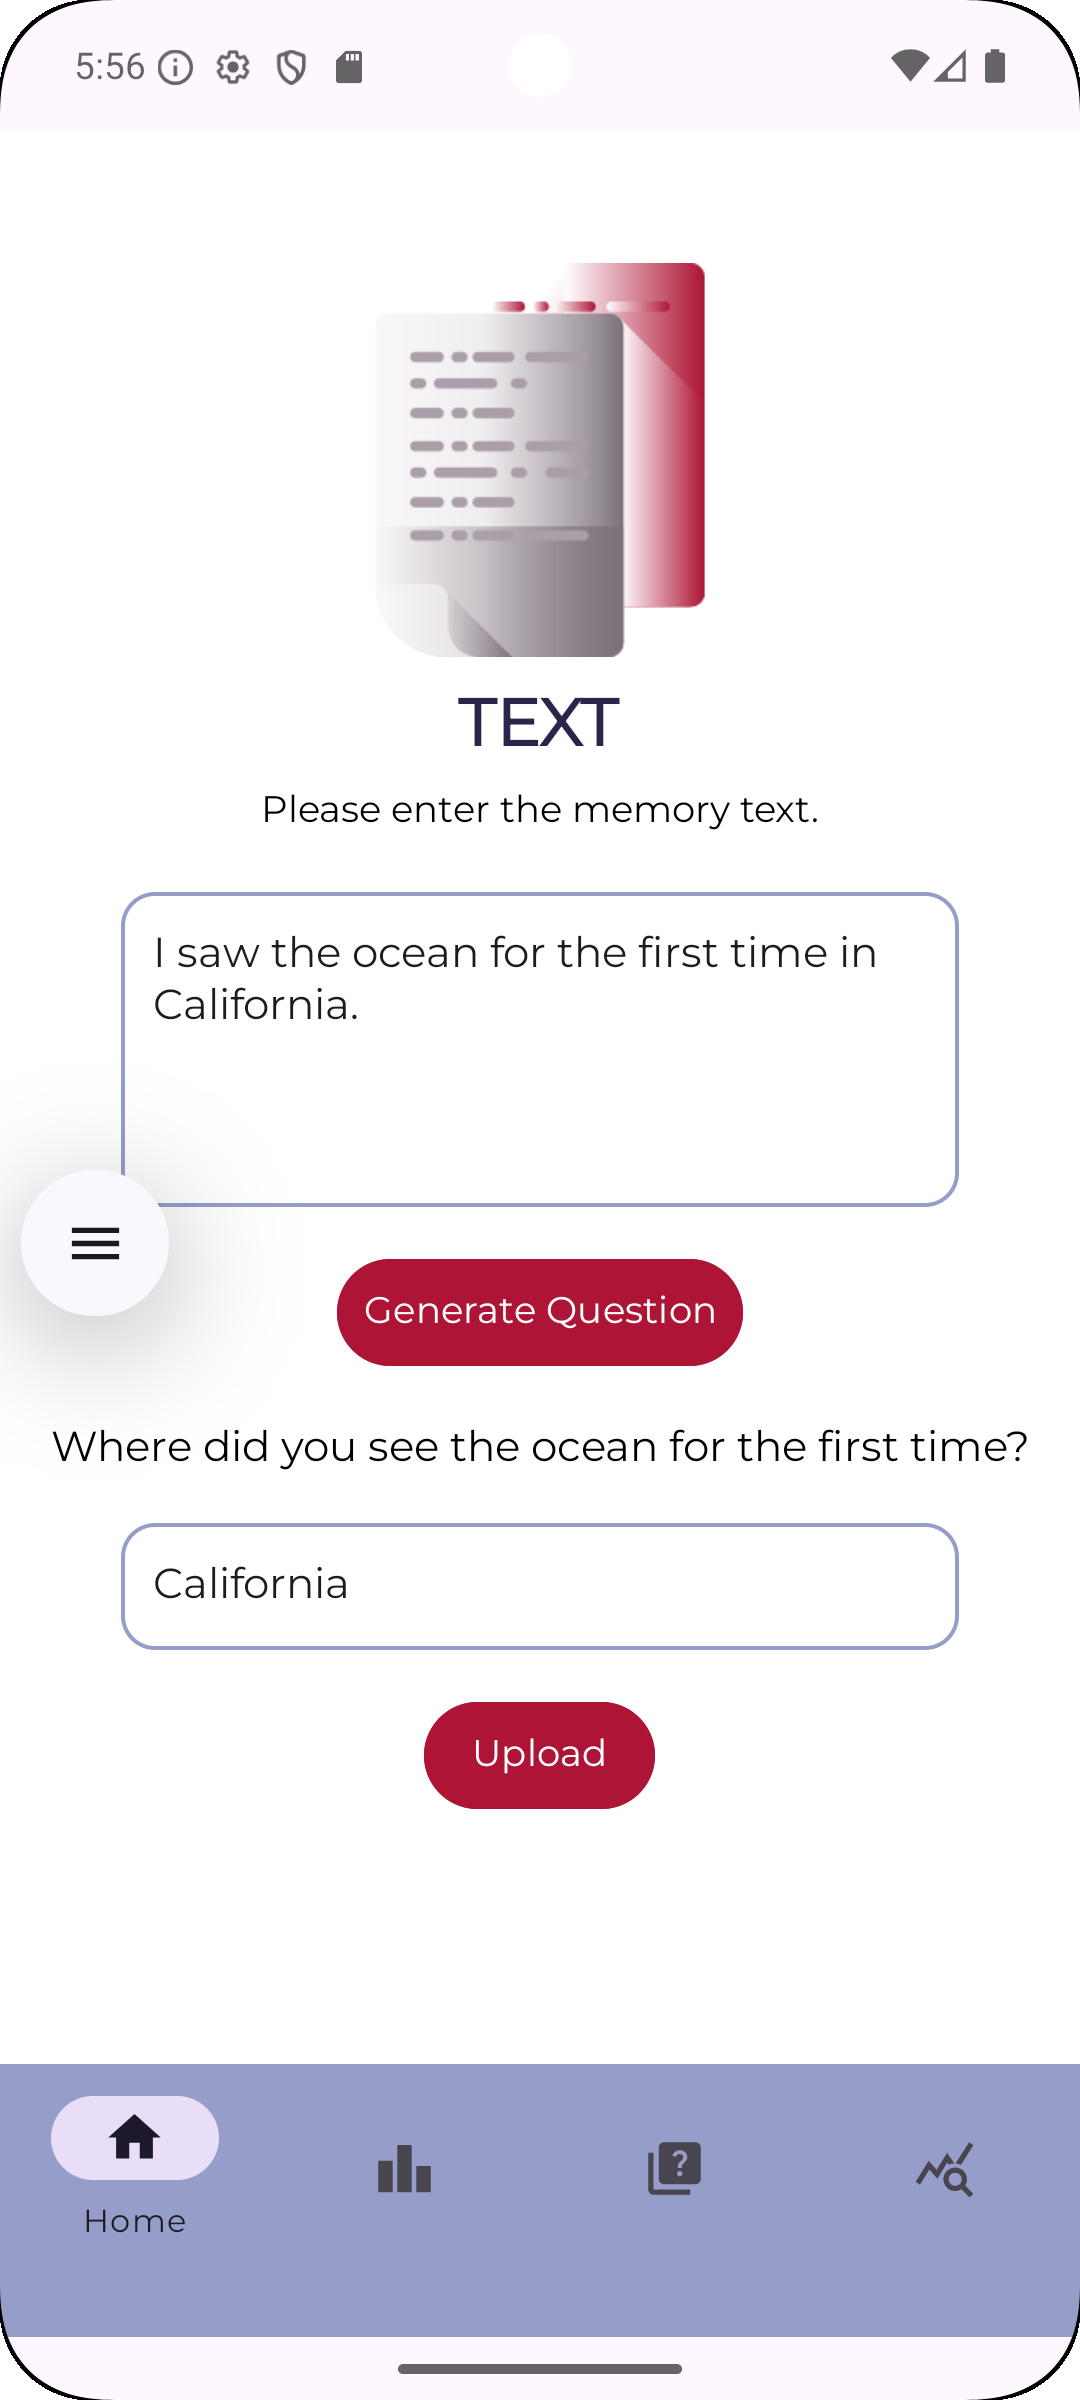 5:56
TEXT
Please enter the memory text.
I saw the ocean for the first time in
California.
Generate Question
Where did you see the ocean for the first time?
California
Upload
Home